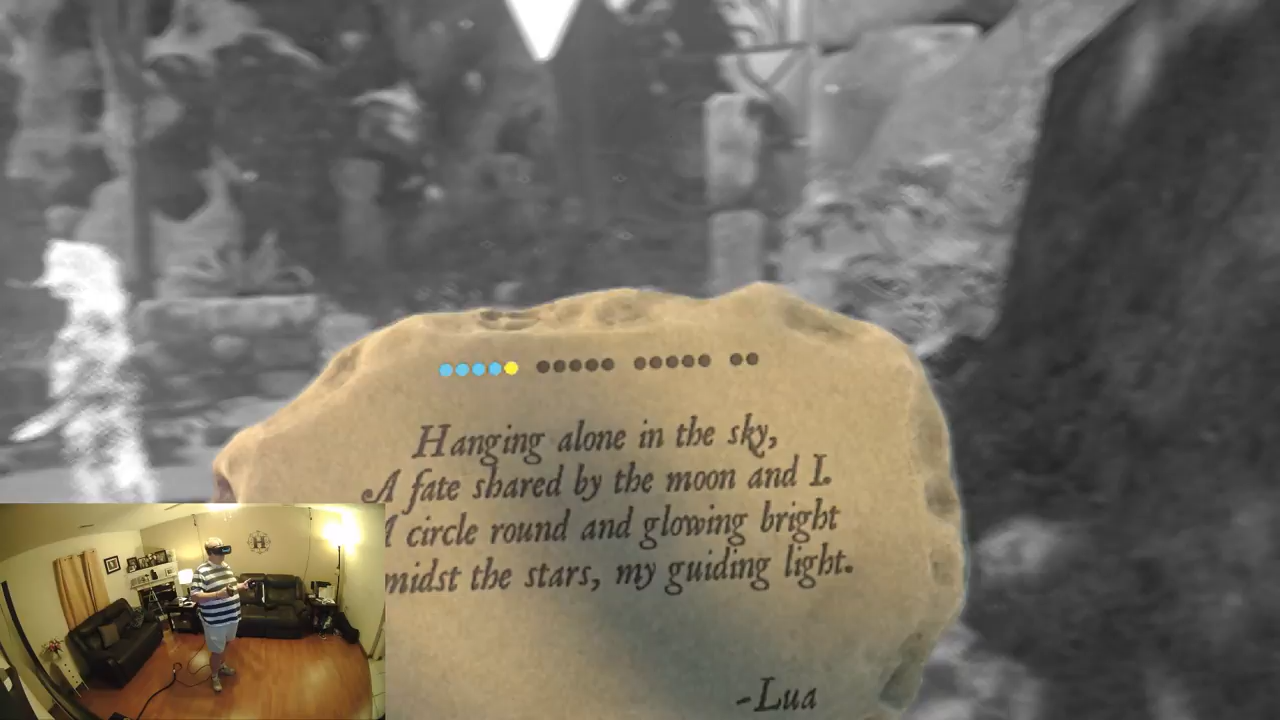 Hanging alone in the sky,
A fate shared by the moon and I.
A circle round and glowing bright
midst the stars, my guiding light.
-Lua